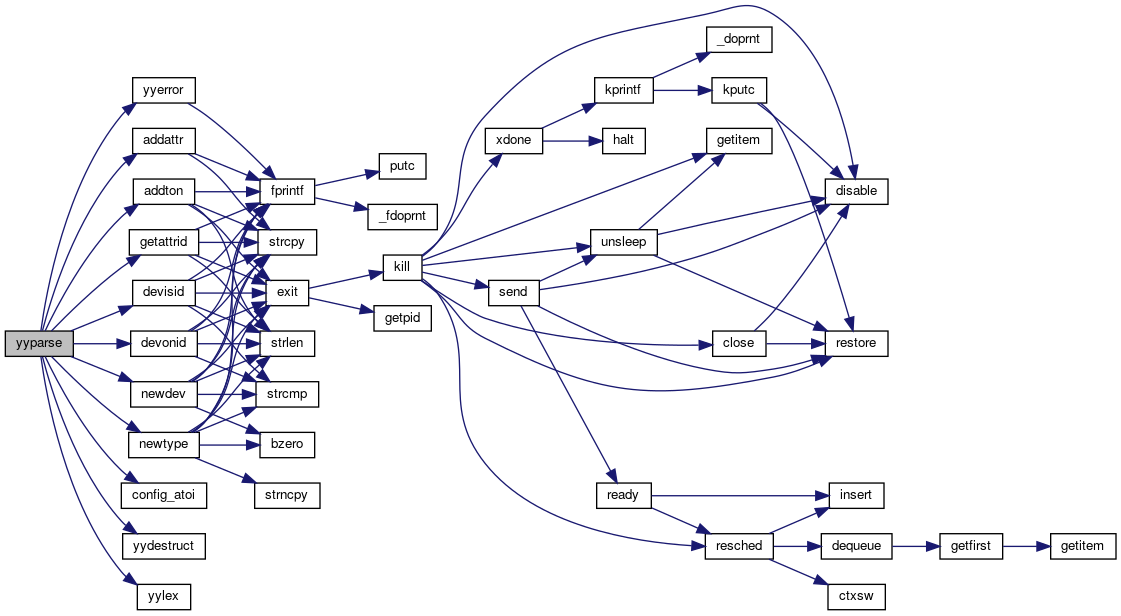 yyparse
yyerror
addattr
addton
getattrid
devisid
devonid
newdev
newtype
config_atoi
yydestruct
yylex
fprintf
strcpy
exit
strlen
strcmp
bzero
strncpy
putc
_fdoprnt
kill
getpid
xdone
send
kprintf
halt
unsleep
ready
_doprnt
kputc
getitem
close
resched
disable
restore
insert
dequeue
ctxsw
getfirst
getitem